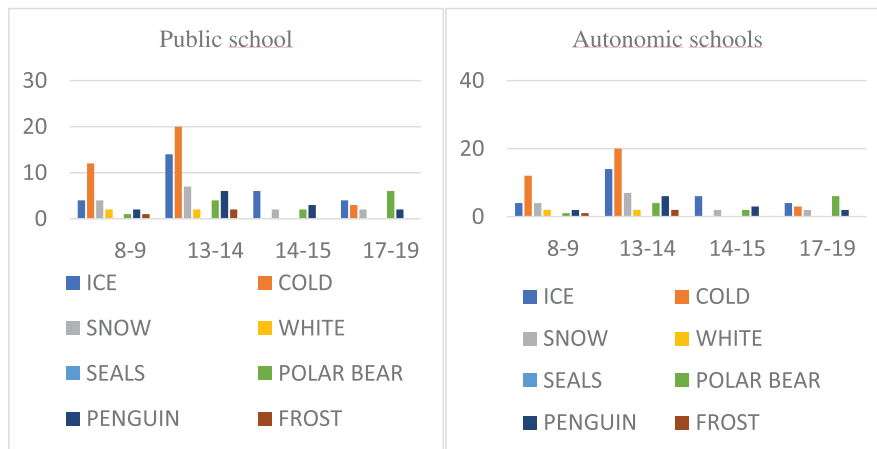 Public school
30
20
10
0
8-9 13-14 14-15 17-19
ICE COLD
SNOW WHITE
SEALS POLAR BEAR
PENGUIN FROST
Autonomic schools
40
20
0
8-9 13-14 14-15 17-19
ICE COLD
SNOW WHITE
SEALS POLAR BEAR
PENGUIN FROST